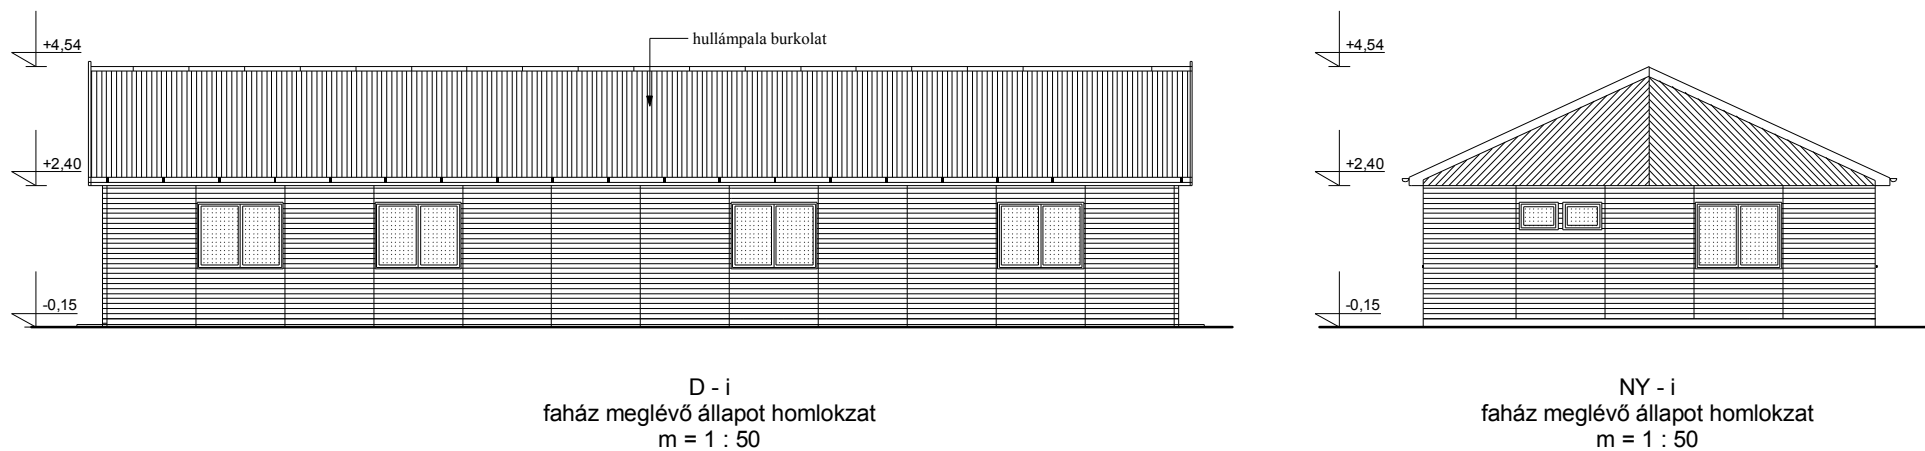 +4,54
hullámpala burkolat
+2,40
-0,15
D - i
faház meglévő állapot homlokzat
m = 1 : 50
+4,54
+2,40
-0,15
NY - i
faház meglévő állapot homlokzat
m = 1 : 50